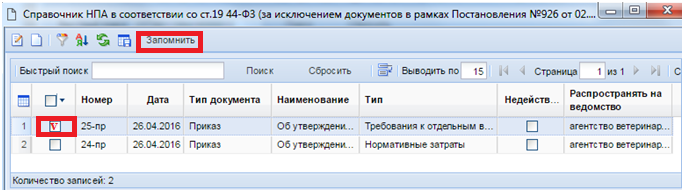 Справочник НПА в соответствии со ст.19 44-ФЗ (за исключением документов в рамках Постановления №926 от 02....
Запомнить
Быстрый поиск Поиск Сбросить Выводить по 15 Страница 1 из 1
Номер Дата Тип документа Наименование Тип Недейств... Распространять на ведомство
1 V 25-пр 26.04.2016 Приказ Об утверждени... Требования к отдельным в... агентство ветеринар...
2 24-пр 26.04.2016 Приказ Об утверждени... Нормативные затраты агентство ветеринар...
Количество записей: 2